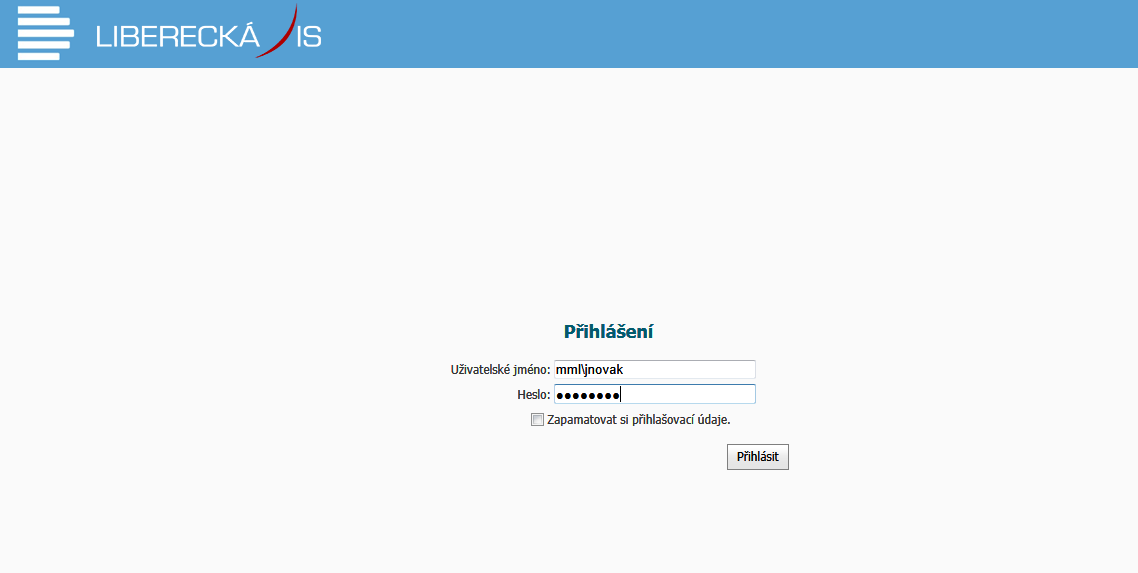 LIBERECKÁ IS
Přihlášení
Uživatelské jméno: mml\jnovak
Heslo: ●●●●●●●●
Zapamatovat si přihlašovací údaje.
Přihlásit